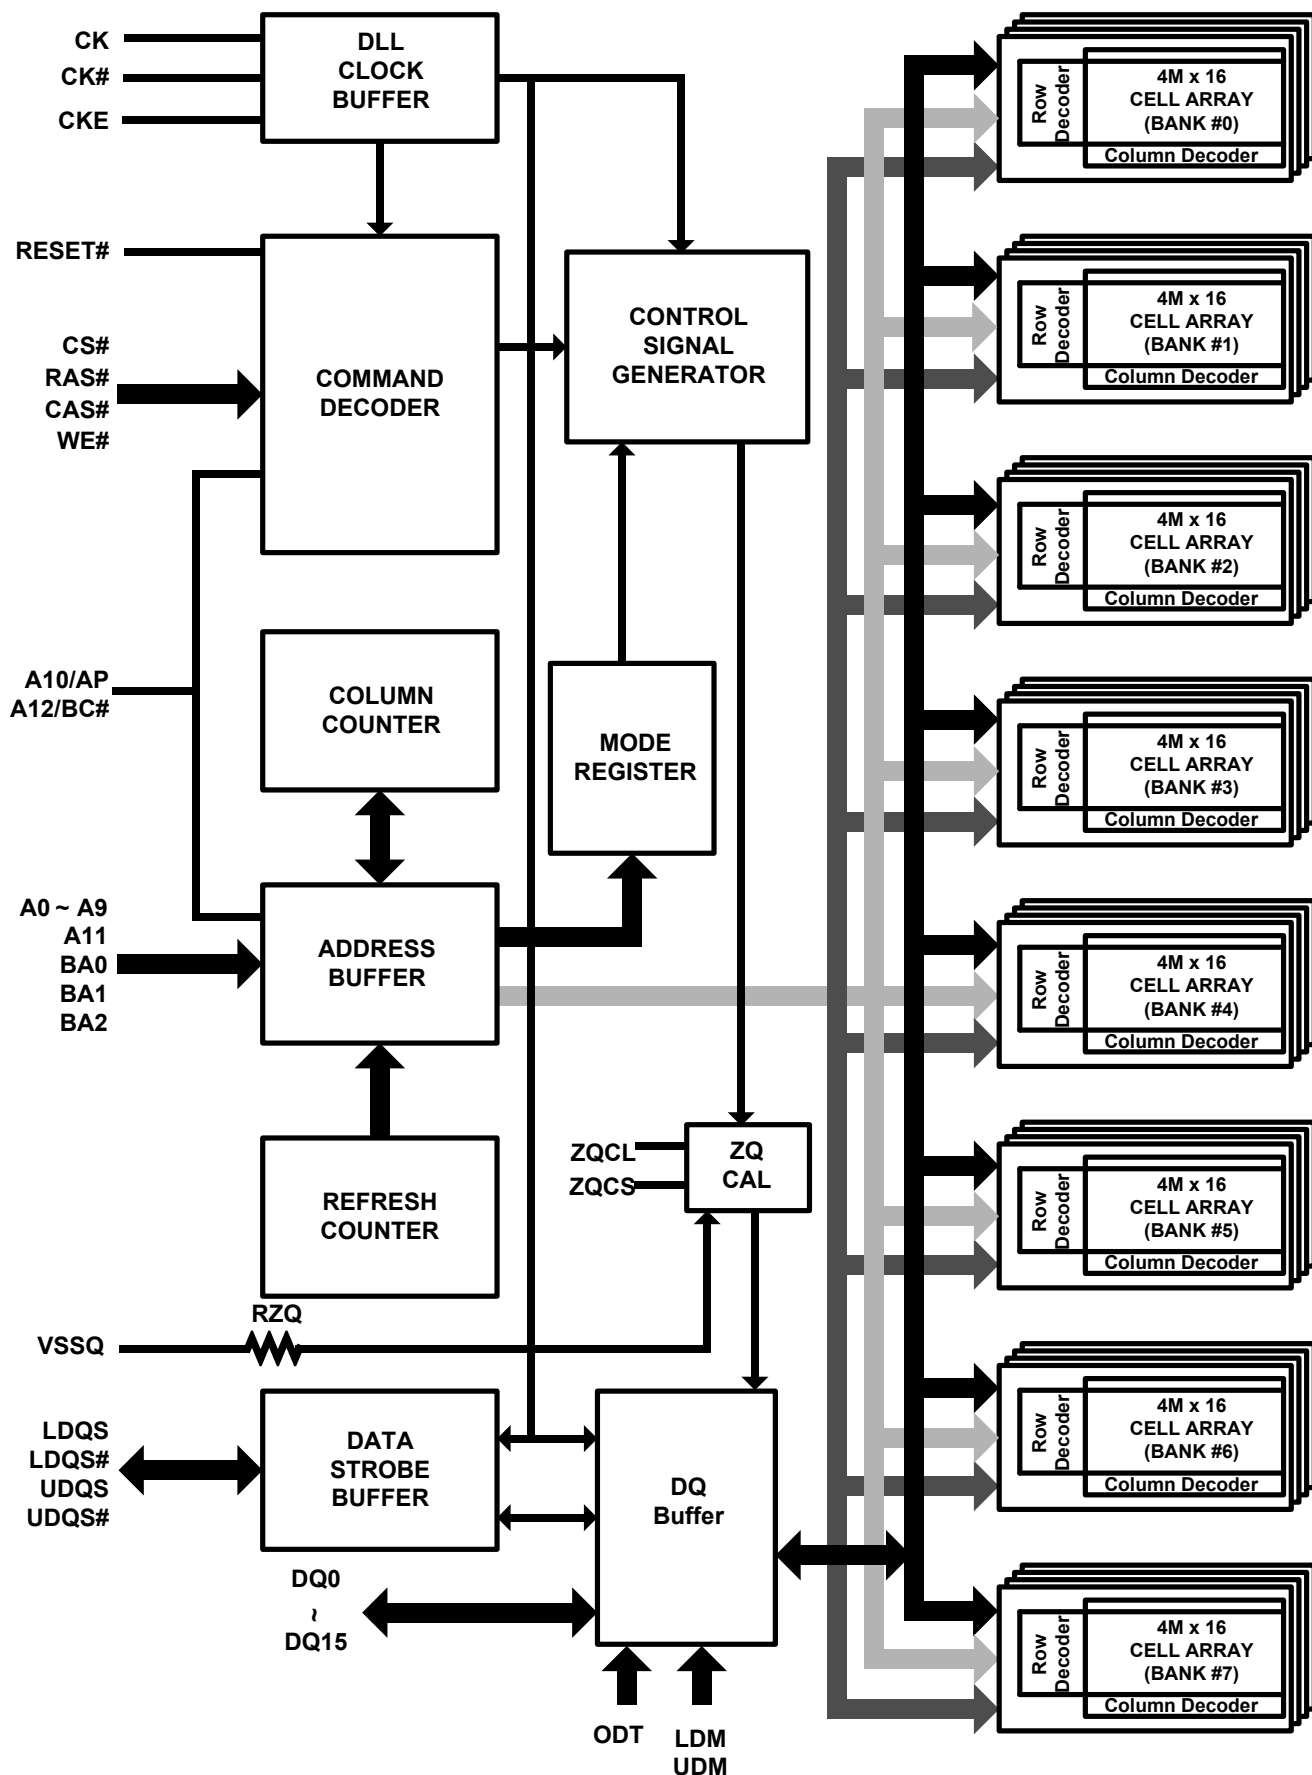 CK
CK#
CKE
DLL
CLOCK
BUFFER
RESET#
CS#
RAS#
CAS#
WE#
COMMAND
DECODER
CONTROL
SIGNAL
GENERATOR
A10/AP
A12/BC#
COLUMN
COUNTER
MODE
REGISTER
A0 ~ A9
A11
BA0
BA1
BA2
ADDRESS
BUFFER
REFRESH
COUNTER
ZQCL
ZQCS
ZQ
CAL
RZQ
VSSQ
LDQS
LDQS#
UDQS
UDQS#
DATA
STROBE
BUFFER
DQ
Buffer
DQ0
~
DQ15
ODT
LDM
UDM
Row
Decoder
4M x 16
CELL ARRAY
(BANK #0)
Column Decoder
Row
Decoder
4M x 16
CELL ARRAY
(BANK #1)
Column Decoder
Row
Decoder
4M x 16
CELL ARRAY
(BANK #2)
Column Decoder
Row
Decoder
4M x 16
CELL ARRAY
(BANK #3)
Column Decoder
Row
Decoder
4M x 16
CELL ARRAY
(BANK #4)
Column Decoder
Row
Decoder
4M x 16
CELL ARRAY
(BANK #5)
Column Decoder
Row
Decoder
4M x 16
CELL ARRAY
(BANK #6)
Column Decoder
Row
Decoder
4M x 16
CELL ARRAY
(BANK #7)
Column Decoder